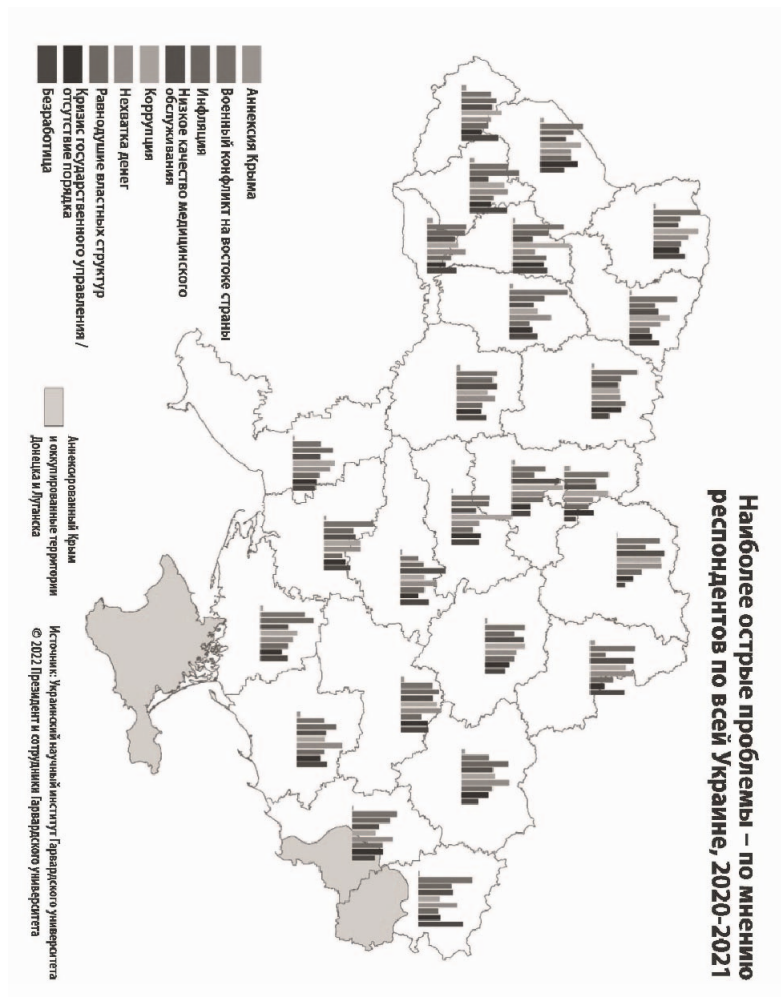 Наиболее острые проблемы – по мнению
респондентов по всей Украине, 2020-2021
Аннексия Крыма
Военный конфликт на востоке страны
Инфляция
Низкое качество медицинского
обслуживания
Коррупция
Нехватка денег
Равнодушие властных структур
Кризис государственного управления /
отсутствие порядка
Безработица
Аннексированный Крым
и оккупированные территории
Донецка и Луганска
Источник: Украинский научный институт Гарвардского университета
© 2022 Президент и сотрудники Гарвардского университета